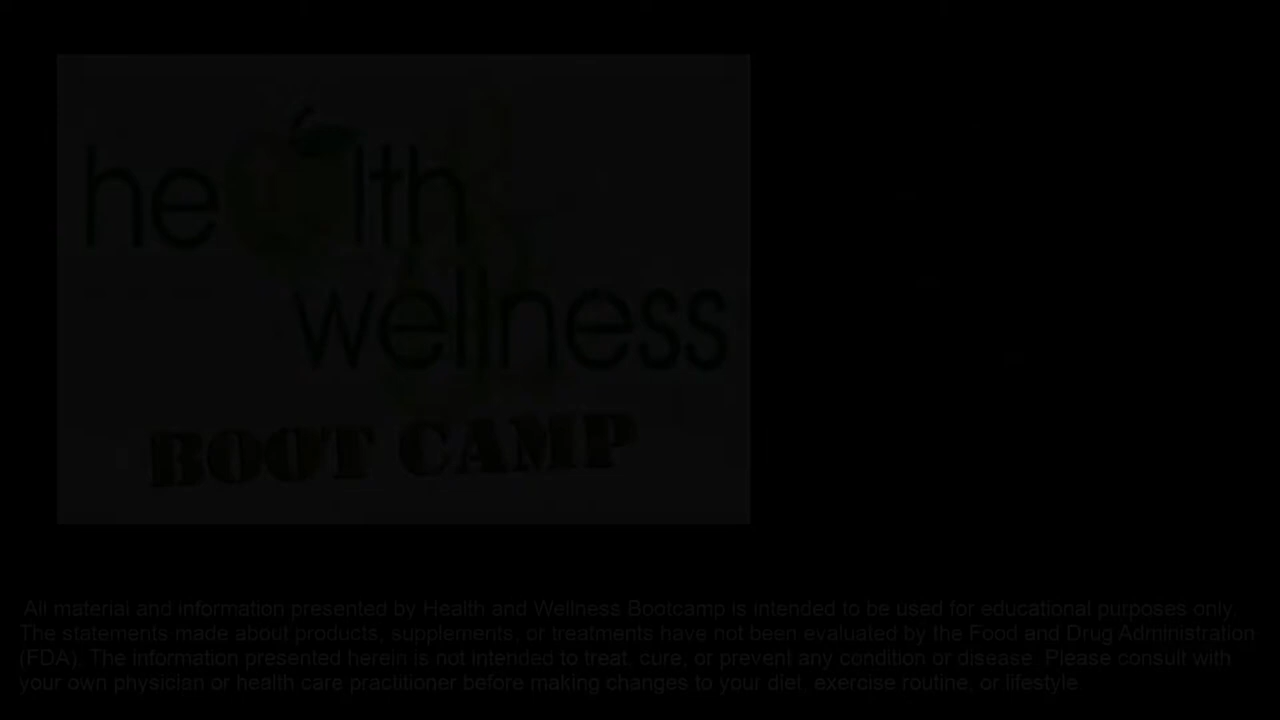 health
wellness
BOOT CAMP
All material and information presented by Health and Wellness Bootcamp is intended to be used for educational purposes only.
The statements made about products, supplements, or treatments have not been evaluated by the Food and Drug Administration
(FDA). The information presented herein is not intended to treat, cure, or prevent any condition or disease. Please consult with
your own physician or health care practitioner before making changes to your diet, exercise routine, or lifestyle.